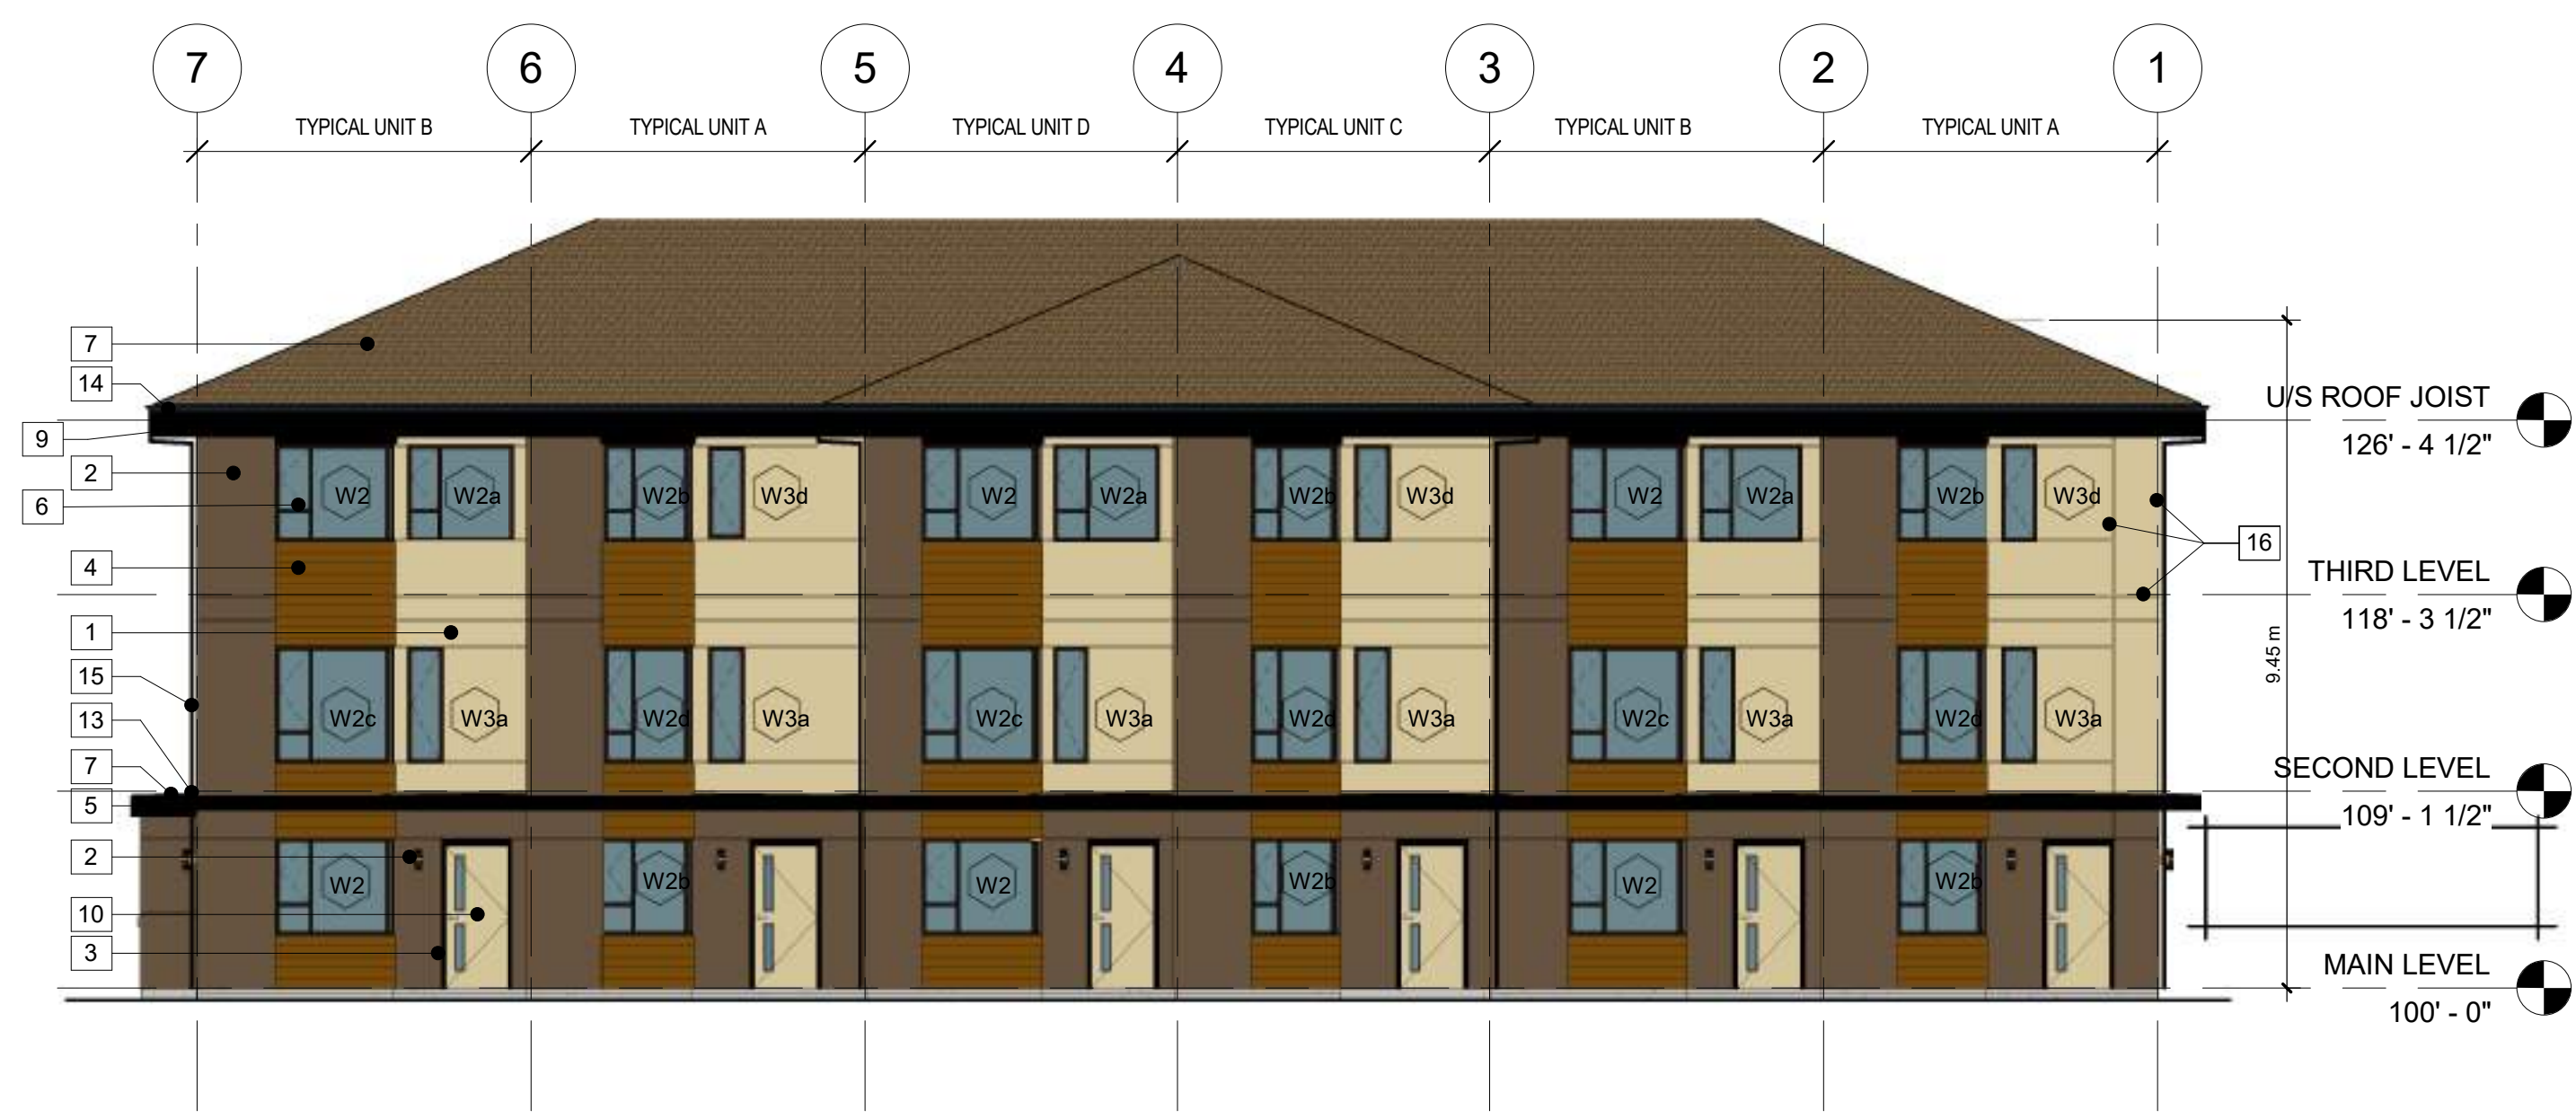 7 6 5 4 3 2 1
TYPICAL UNIT B TYPICAL UNIT A TYPICAL UNIT D TYPICAL UNIT C TYPICAL UNIT B TYPICAL UNIT A
7
14
U/S ROOF JOIST
9
126' - 4 1/2"
2
6
W2 W2a W2b W3d W2 W2a W2b W3d W2 W2a W2b W3d
16
4
THIRD LEVEL
118' - 3 1/2"
1
9.45 m
15
13
W2c W3a W2d W3a W2c W3a W2d W3a W2c W3a W2d W3a
7
SECOND LEVEL
5
109' - 1 1/2"
2
W2 W2b W2 W2b W2 W2b
10
3
MAIN LEVEL
100' - 0"